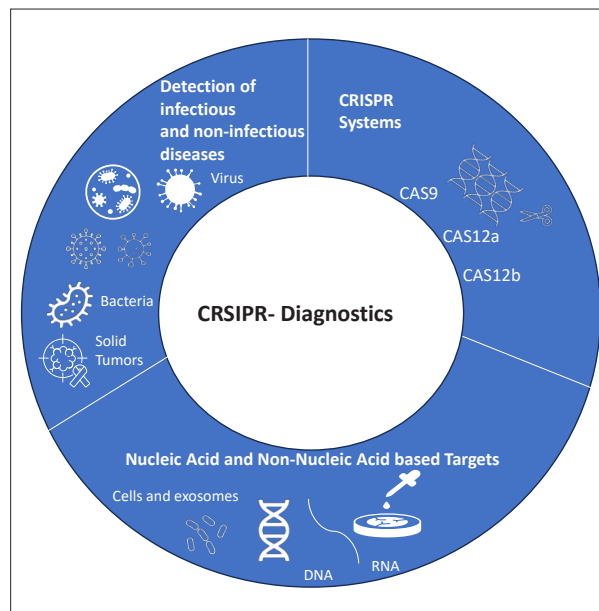 Detection of
infectious
and non-infectious
diseases
Virus
Bacteria
Solid
Tumors
CRISPR
Systems
CAS9
CAS12a
CAS12b
CRSIPR- Diagnostics
Nucleic Acid and Non-Nucleic Acid based Targets
Cells and exosomes
DNA
RNA